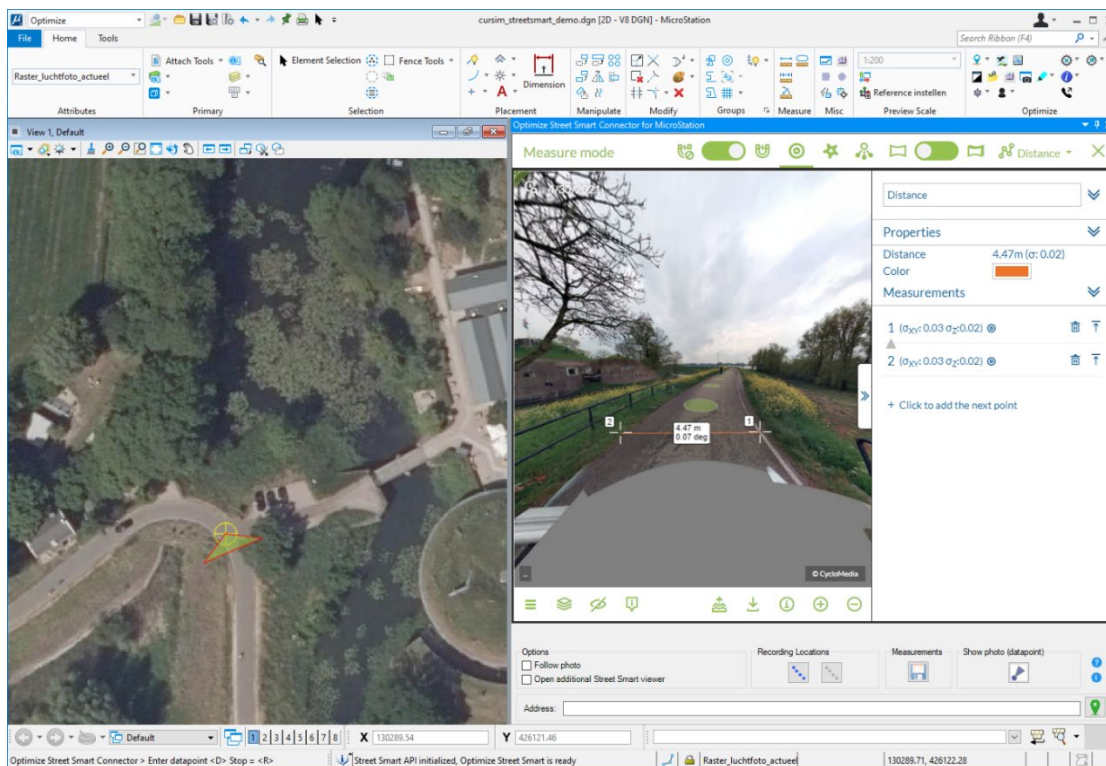 Optimize
cursim_streetsmart_demo.dgn [2D - V8 DGN] - MicroStation
File Home Tools
Search Ribbon (F4)
Raster_luchtfoto_actueel
Attach Tools
Element Selection
Fence Tools
Dimension
1:200
Reference instellen
Attributes Primary Selection Placement Manipulate Modify Groups Measure Misc Preview Scale Optimize
View 1, Default
Optimize Street Smart Connector for MicroStation
Measure mode
Distance
Distance
Properties
Distance 4.47m (σ: 0.02)
Color
Measurements
1 (σXY: 0.03 σZ:0.02)
2 (σXY: 0.03 σZ:0.02)
+ Click to add the next point
2
4.47 m
0.07 deg
1
© CycloMedia
Options
Follow photo
Open additional Street Smart viewer
Recording Locations
Measurements
Show photo (datapoint)
Address:
Default
1 2 3 4 5 6 7 8
X 130289.54
Y 426121.46
Optimize Street Smart Connector > Enter datapoint <D> Stop = <R>
Street Smart API initialized, Optimize Street Smart is ready
Raster_luchtfoto_actueel
130289.71, 426122.28